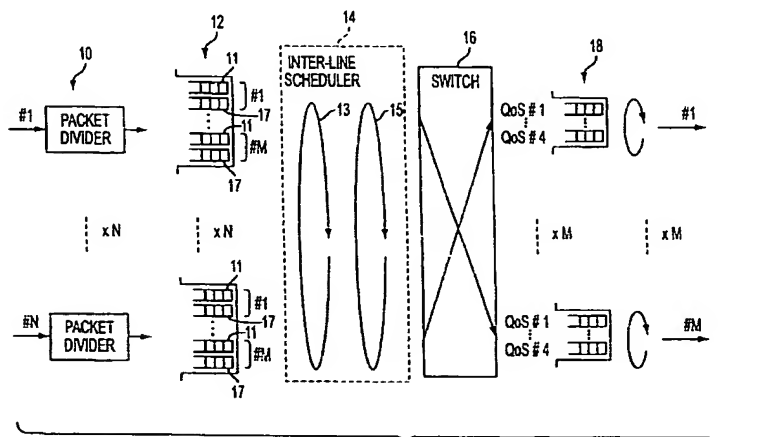 14
12
10
11
INTER-LINE
SCHEDULER
16
SWITCH
18
#1
PACKET
DIVIDER
#1
17
11
#M
17
13
15
QoS # 1
QoS # 4
#1
x N
x N
x M
x M
#N
PACKET
DIVIDER
11
#1
17
11
#M
17
QoS # 1
QoS # 4
#M